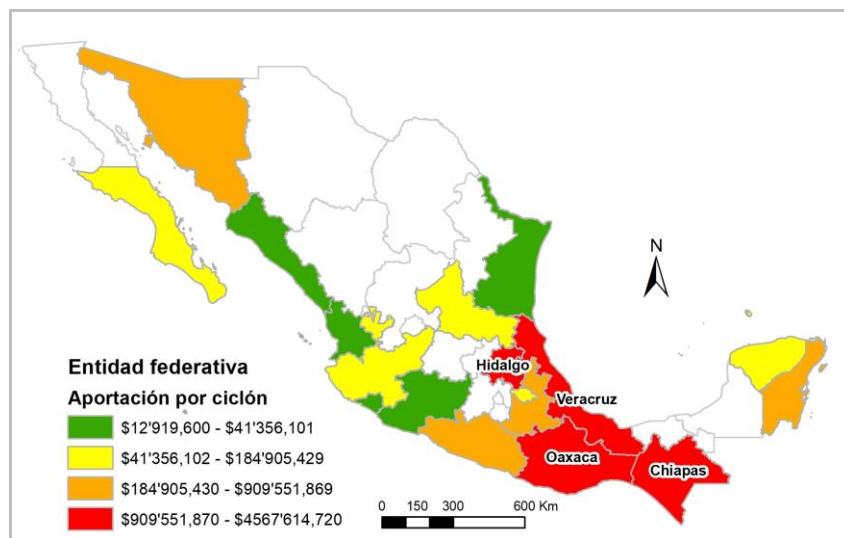 N
Hidalgo
Veracruz
Oaxaca
Chiapas
Entidad federativa
Aportación por ciclón
$12'919,600 - $41'356,101
$41'356,102 - $184'905,429
$184'905,430 - $909'551,869
$909'551,870 - $4567'614,720
0 150 300 600 Km